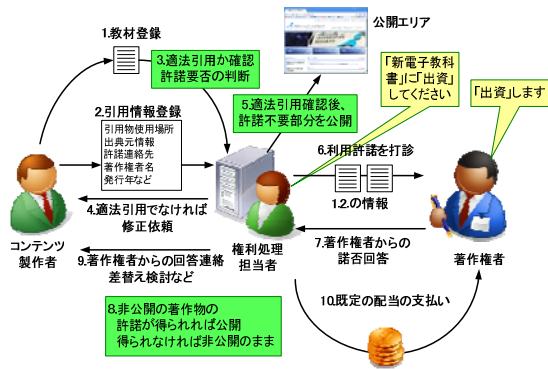 1.教材登録
公開エリア
3.適法引用か確認
許諾要否の判断
「新電子教科
書」に「出資」
してください
「出資」します
2.引用情報登録
引用物使用場所
出典元情報
許諾連絡先
著作権者名
発行年など
5.適法引用確認後、
許諾不要部分を公開
6.利用許諾を打診
1.2.の情報
4.適法引用でなければ
修正依頼
コンテンツ
製作者
権利処理
担当者
7.著作権者からの
諾否回答
著作権者
9.著作権者からの回答連絡
差替え検討など
8.非公開の著作物の
許諾が得られれば公開
得られなければ非公開のまま
10.既定の配当の支払い